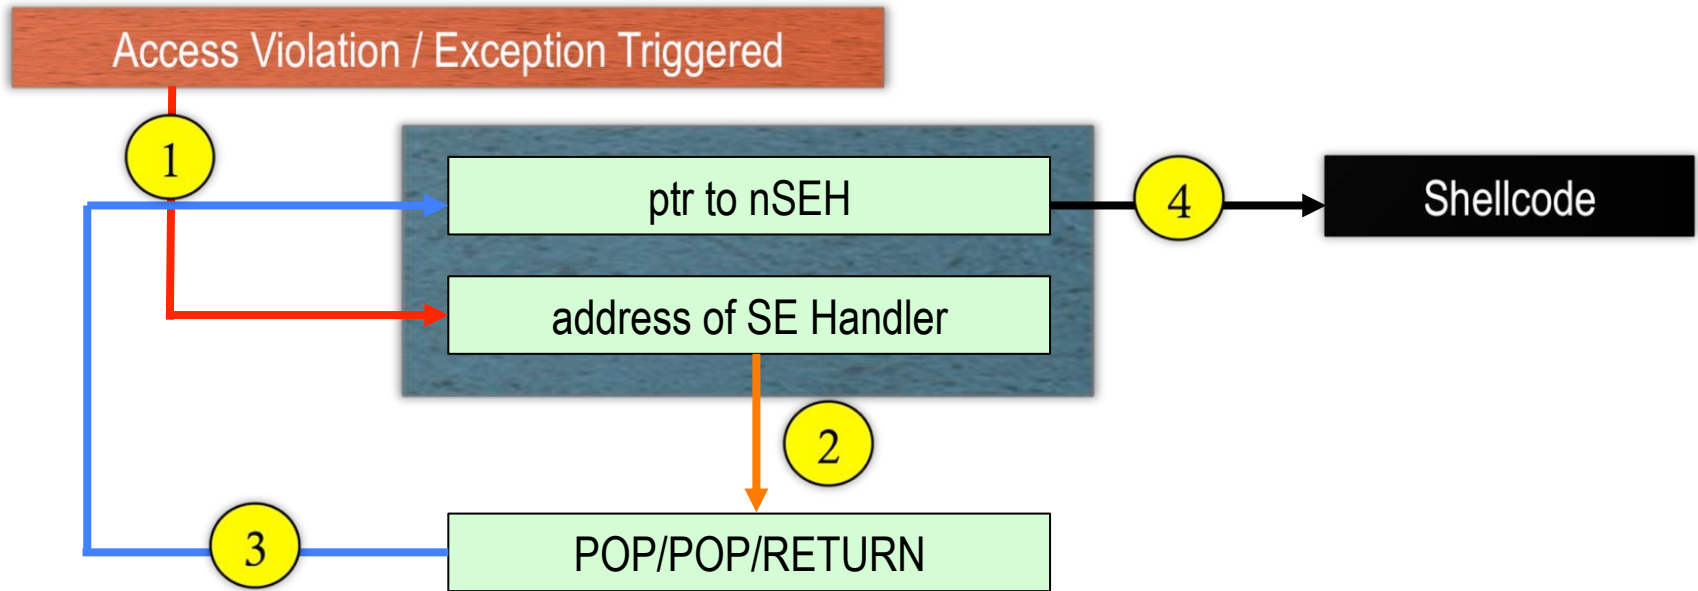 Access Violation / Exception Triggered
1
ptr to nSEH
4
Shellcode
address of SE Handler
2
3
POP/POP/RETURN